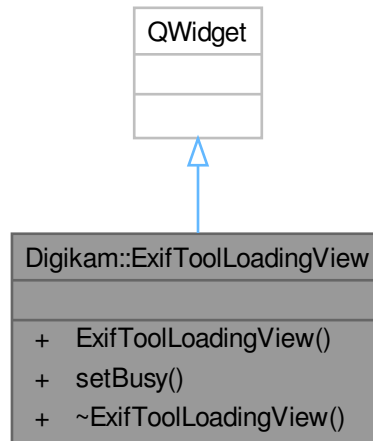 QWidget
Digikam::ExifToolLoadingView
+ ExifToolLoadingView()
+ setBusy()
+ ~ExifToolLoadingView()